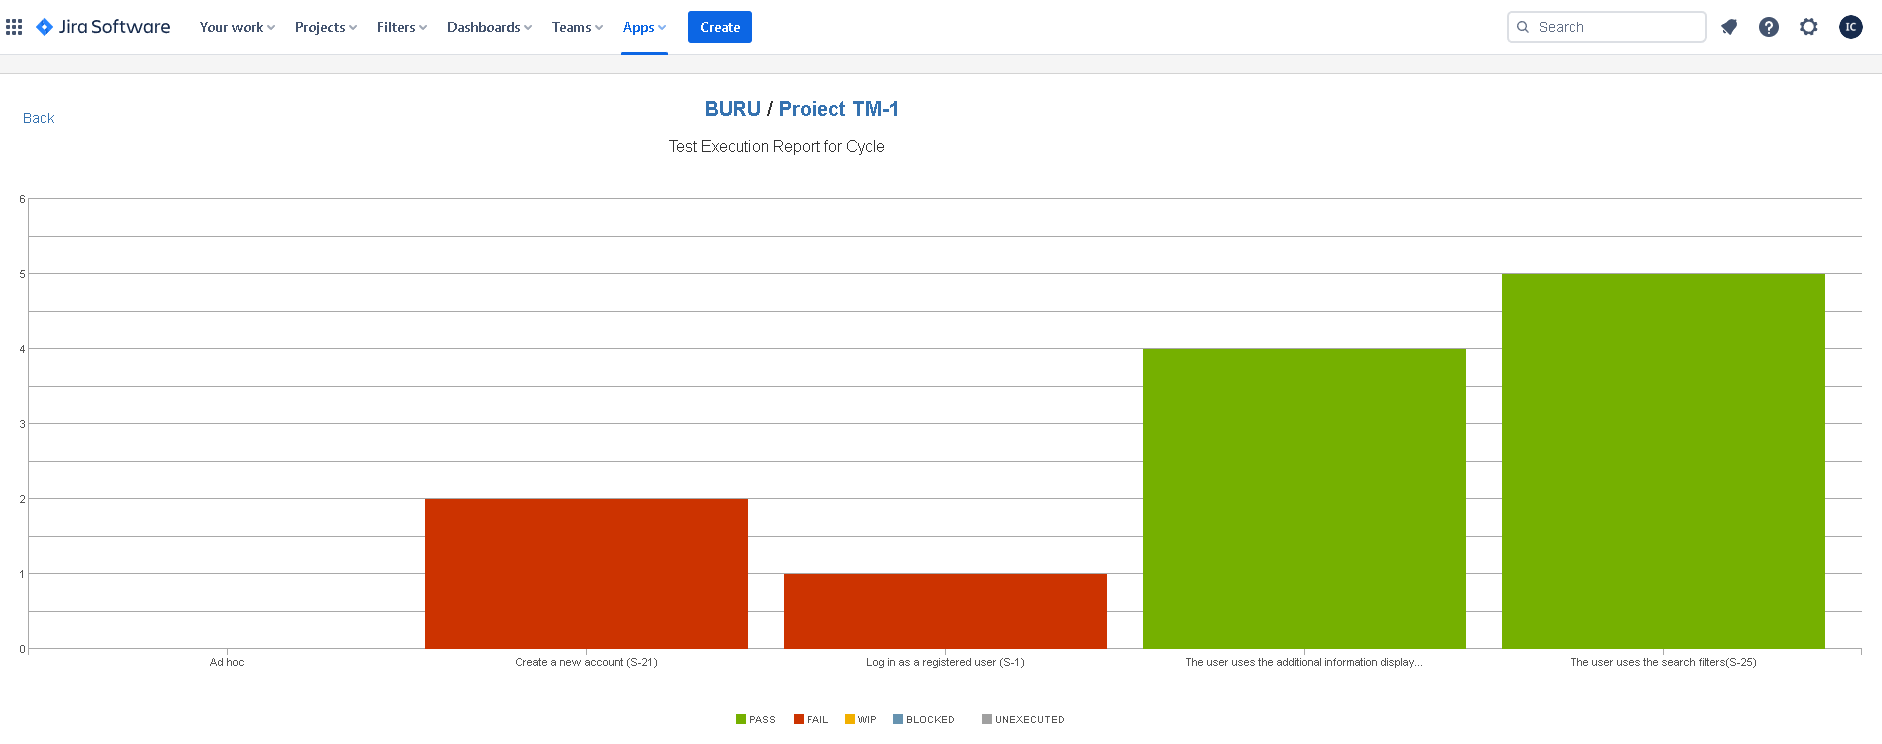 Jira Software Your work Projects Filters Dashboards Teams Apps Create Search IC
Back
BURU / Proiect TM-1
Test Execution Report for Cycle
6
5
4
3
2
1
0
Ad hoc Create a new account (S-21) Log in as a registered user (S-1) The user uses the additional information display... The user uses the search filters(S-25)
PASS FAIL WIP BLOCKED UNEXECUTED